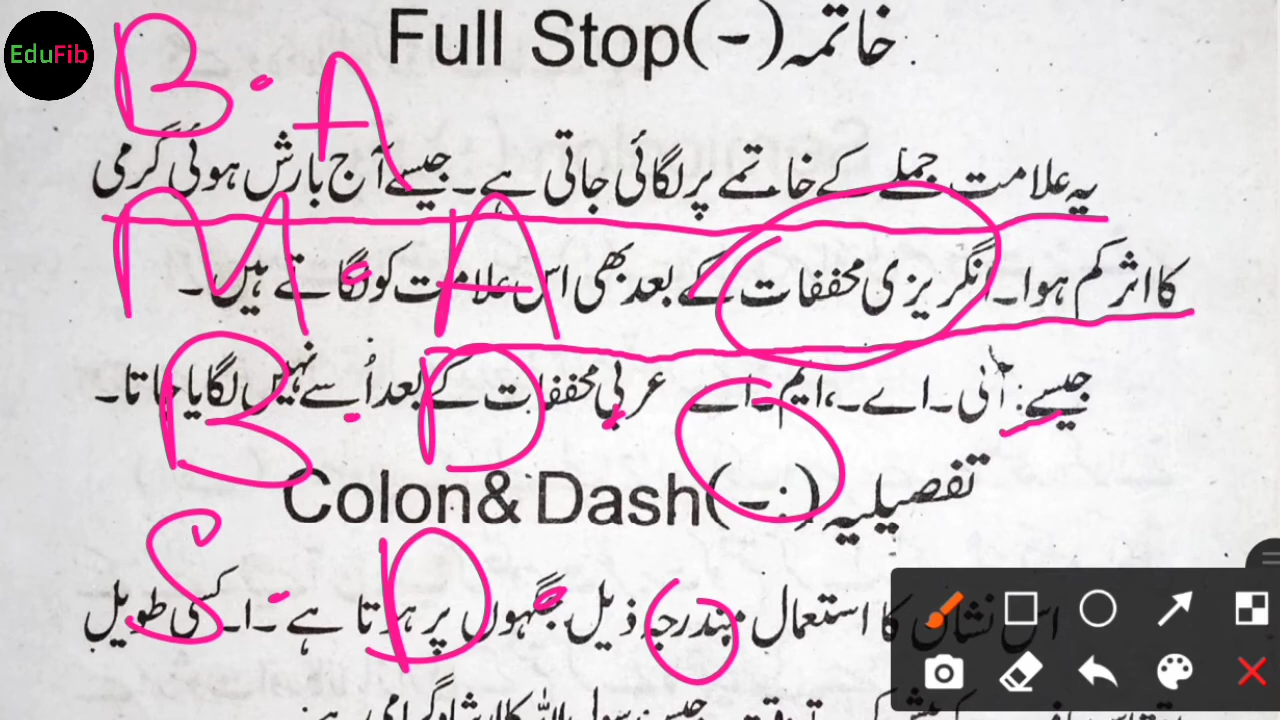 EduFib
خاتمہ (۔) Full Stop
B. A
یہ علامت جملے کے خاتمے پر لگائی جاتی ہے۔ جیسے آج بارش ہوئی گرمی
M. A
کا اثر کم ہوا۔ انگریزی مخففات کے بعد بھی اس علامت کو لگاتے ہیں۔
جیسے: آئی۔اے۔، ایم۔اے عربی مخففات کے بعد اُسے نہیں لگایا جاتا۔
B. D.
تفصیلیہ (:۔) Colon& Dash
S. D.
اس نشان کا استعمال مندرجہ ذیل جگہوں پر ہوتا ہے۔ ا۔ کسی طویل